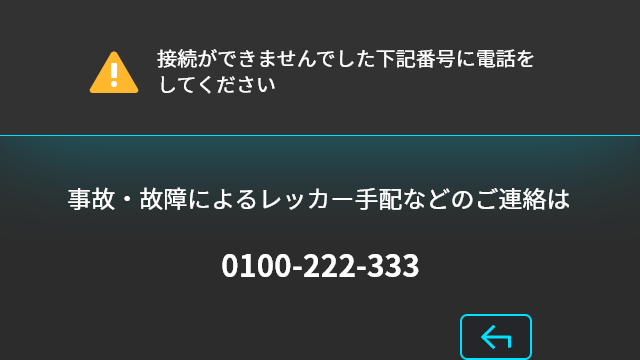 接続ができませんでした下記番号に電話を
してください
事故・故障によるレッカー手配などのご連絡は
0100-222-333